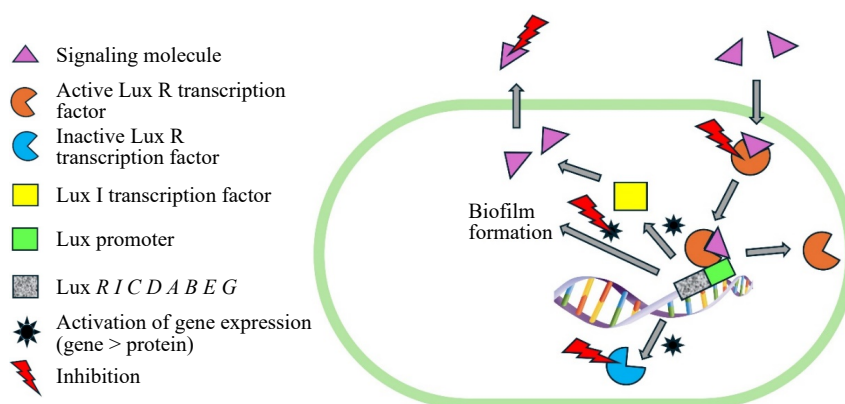 Signaling molecule
Active Lux R transcription
factor
Inactive Lux R
transcription factor
Lux I transcription factor
Lux promoter
Lux R I C D A B E G
Activation of gene expression
(gene > protein)
Inhibition
Biofilm
formation